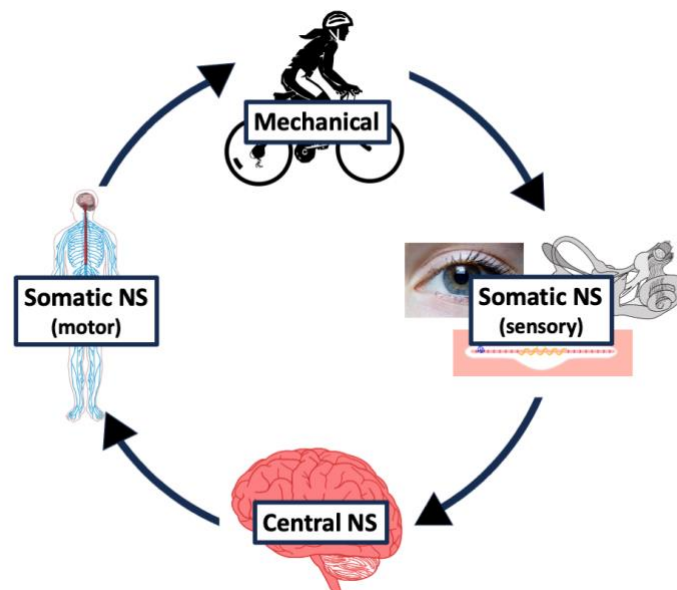 Mechanical
Somatic NS
(motor)
Somatic NS
(sensory)
Central NS